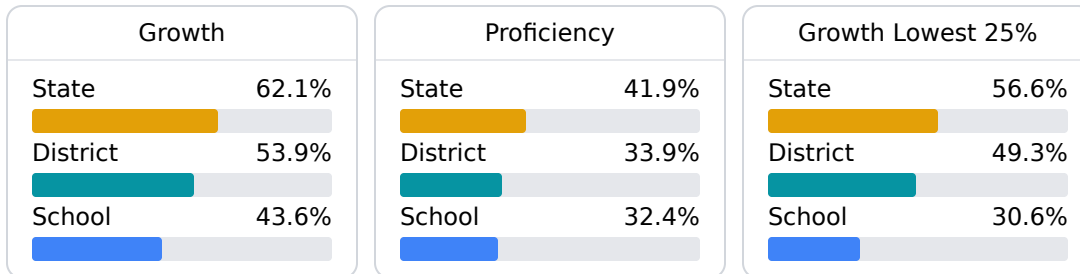 Growth
State 62.1%
District 53.9%
School 43.6%
Proficiency
State 41.9%
District 33.9%
School 32.4%
Growth Lowest 25%
State 56.6%
District 49.3%
School 30.6%